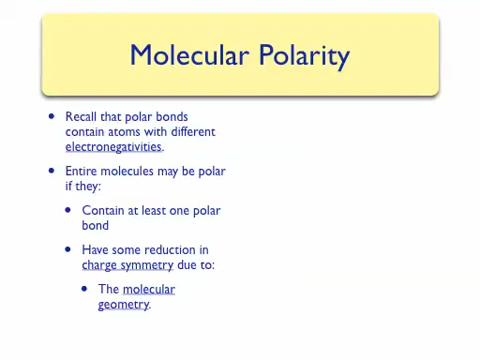 Molecular Polarity
• Recall that polar bonds
contain atoms with different
electronegativities.
• Entire molecules may be polar
if they:
• Contain at least one polar
bond
• Have some reduction in
charge symmetry due to:
• The molecular
geometry.